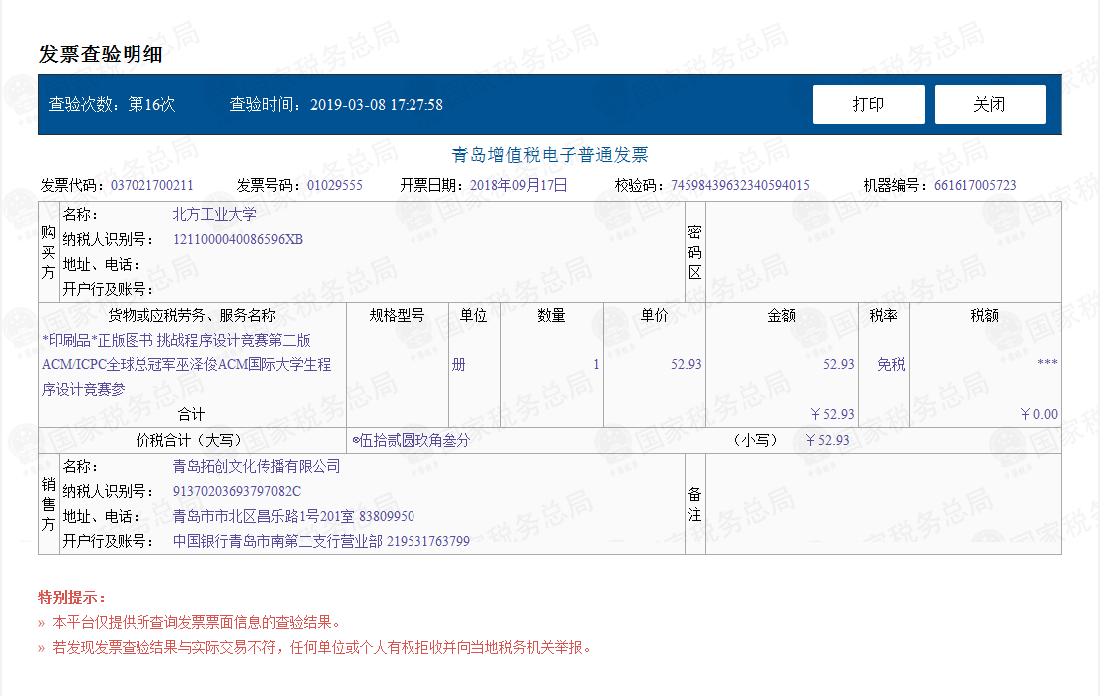 发票查验明细
查验次数：第16次 查验时间：2019-03-08 17:27:58 打印 关闭
青岛增值税电子普通发票
发票代码：037021700211 发票号码：01029555 开票日期：2018年09月17日 校验码：74598439632340594015 机器编号：661617005723
购买方
名称： 北方工业大学
纳税人识别号： 1211000040086596XB
地址、电话：
开户行及账号：
密码区
货物或应税劳务、服务名称 规格型号 单位 数量 单价 金额 税率 税额
*印刷品*正版图书 挑战程序设计竞赛第二版
ACM/ICPC全球总冠军巫泽俊ACM国际大学生程 册 1 52.93 52.93 免税 ***
序设计竞赛参
合计 ￥52.93 ￥0.00
价税合计（大写） ⊗伍拾贰圆玖角叁分 （小写） ￥52.93
销售方
名称： 青岛拓创文化传播有限公司
纳税人识别号： 91370203693797082C
地址、电话： 青岛市市北区昌乐路1号201室 83809950
开户行及账号： 中国银行青岛市南第二支行营业部 219531763799
备注
特别提示：
» 本平台仅提供所查询发票票面信息的查验结果。
» 若发现发票查验结果与实际交易不符，任何单位或个人有权拒收并向当地税务机关举报。
国家税务总局